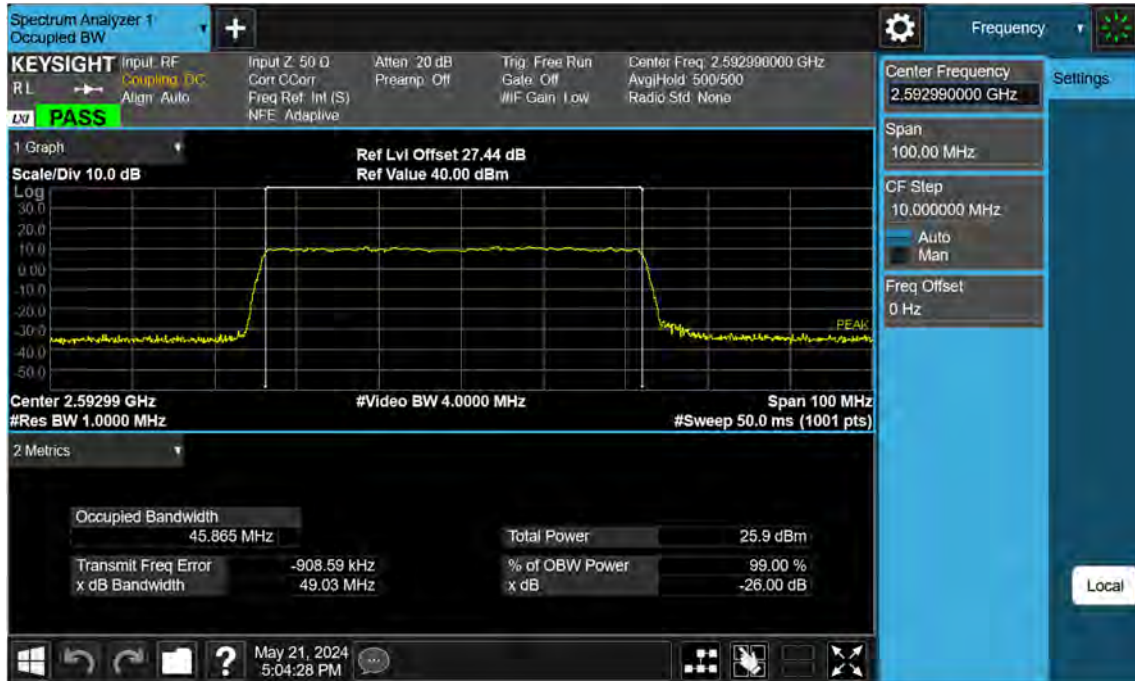 Spectrum Analyzer 1
Occupied BW
Frequency
KEYSIGHT
Input: RF
Coupling: DC
Align: Auto
Input Z: 50 Ω
Corr CCorr
Freq Ref: Int (S)
NFE: Adaptive
Atten: 20 dB
Preamp: Off
Trig: Free Run
Gate: Off
#IF Gain: Low
Center Freq: 2.592990000 GHz
Avg|Hold: 500/500
Radio Std: None
R L
LXI
PASS
Center Frequency
2.592990000 GHz
Settings
Span
100.00 MHz
CF Step
10.000000 MHz
Auto
Man
Freq Offset
0 Hz
1 Graph
Scale/Div 10.0 dB
Ref Lvl Offset 27.44 dB
Ref Value 40.00 dBm
Log
30.0
20.0
10.0
0.00
-10.0
-20.0
-30.0
-40.0
-50.0
PEAK
Center 2.59299 GHz
#Video BW 4.0000 MHz
Span 100 MHz
#Res BW 1.0000 MHz
#Sweep 50.0 ms (1001 pts)
2 Metrics
Occupied Bandwidth
45.865 MHz
Total Power 25.9 dBm
Transmit Freq Error -908.59 kHz
% of OBW Power 99.00 %
x dB Bandwidth 49.03 MHz
x dB -26.00 dB
Local
?
May 21, 2024
5:04:28 PM